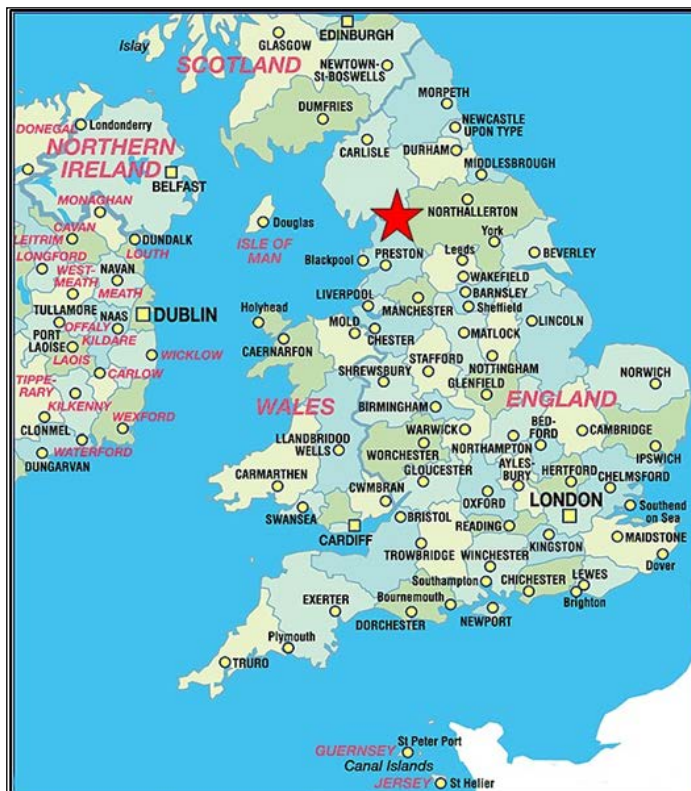 Islay
GLASGOW
EDINBURGH
SCOTLAND
NEWTOWN-
St-BOSWELLS
MORPETH
DUMFRIES
DONEGAL
Londonderry
NEWCASTLE
UPON TYPE
NORTHERN
IRELAND
CARLISLE
DURHAM
MIDDLESBROUGH
BELFAST
MONAGHAN
NORTHALLERTON
CAVAN
Douglas
LEITRIM
DUNDALK
ISLE OF
MAN
York
LOUTH
LONGFORD
PRESTON
Leeds
BEVERLEY
Blackpool
WEST-
MEATH
NAVAN
WAKEFIELD
MEATH
BARNSLEY
LIVERPOOL
MANCHESTER
Sheffield
TULLAMORE
Holyhead
DUBLIN
OFFALY
NAAS
LINCOLN
PORT
LAOISE
KILDARE
MOLD
CHESTER
MATLOCK
CAERNARFON
LAOIS
WICKLOW
STAFFORD
NOTTINGHAM
CARLOW
SHREWSBURY
GLENFIELD
NORWICH
TIPPE-
RARY
KILKENNY
WALES
ENGLAND
BIRMINGHAM
WEXFORD
BED-
FORD
CLONMEL
WARWICK
CAMBRIDGE
LLANDBRIDOD
WELLS
NORTHAMPTON
WATERFORD
WORCHESTER
IPSWICH
DUNGARVAN
AYLES-
BURY
HERTFORD
GLOUCESTER
CHELMSFORD
CARMARTHEN
CWMBRAN
OXFORD
LONDON
Southend
on Sea
SWANSEA
BRISTOL
READING
CARDIFF
KINGSTON
MAIDSTONE
TROWBRIDGE
WINCHESTER
Dover
Southampton
CHICHESTER
LEWES
EXERTER
Bournemouth
Brighton
DORCHESTER
NEWPORT
Plymouth
TRURO
GUERNSEY
St Peter Port
Canal Islands
JERSEY
St Helier